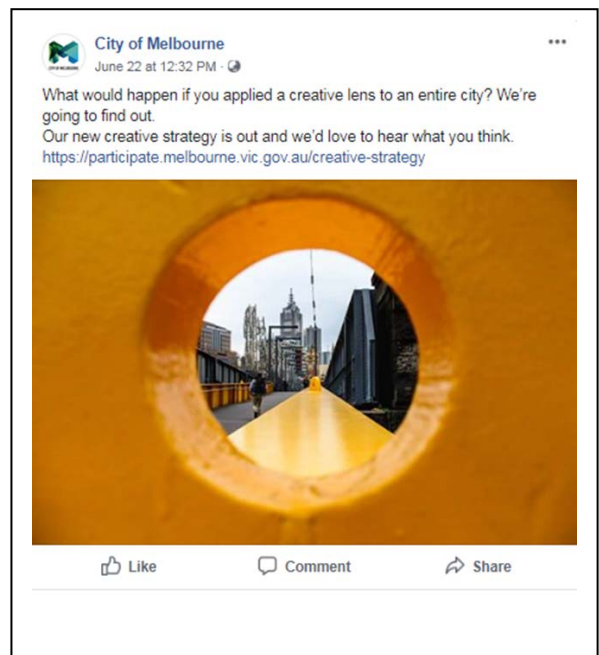 City of Melbourne
June 22 at 12:32 PM ·
What would happen if you applied a creative lens to an entire city? We're
going to find out.
Our new creative strategy is out and we'd love to hear what you think.
https://participate.melbourne.vic.gov.au/creative-strategy
Like Comment Share